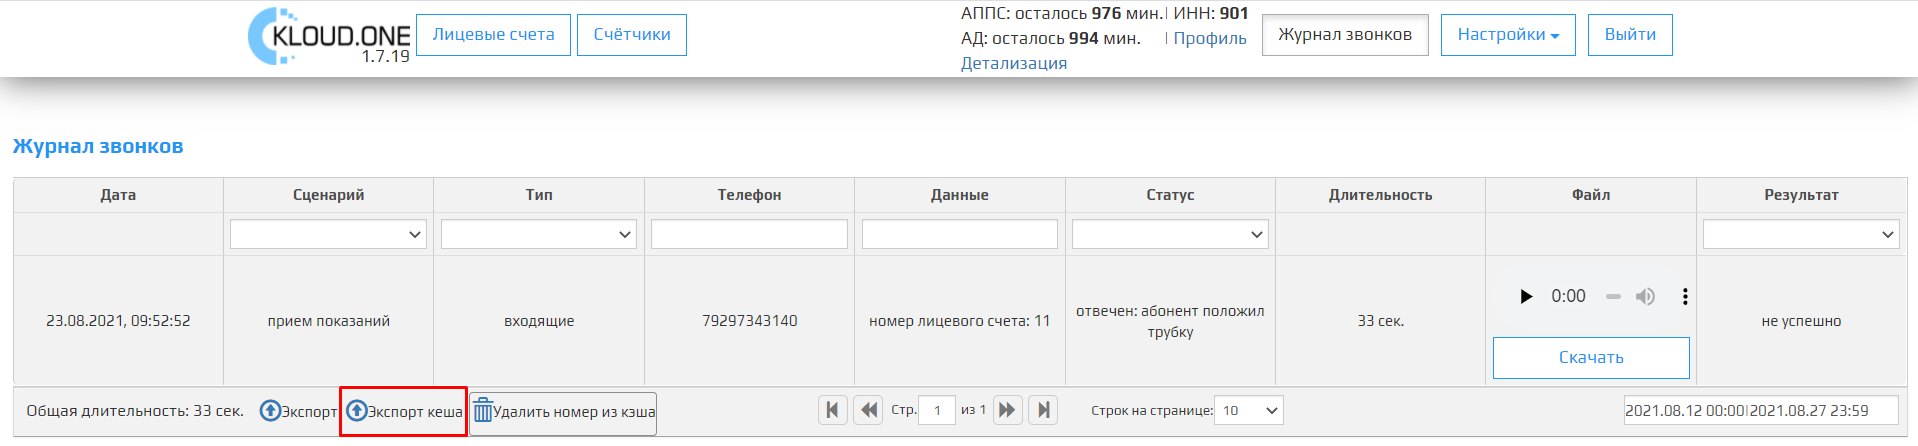 KLOUD.ONE
1.7.19
Лицевые счета
Счётчики
АППС: осталось 976 мин.| ИНН: 901
АД: осталось 994 мин. | Профиль
Детализация
Журнал звонков
Настройки
Выйти
Журнал звонков
Дата Сценарий Тип Телефон Данные Статус Длительность Файл Результат
23.08.2021, 09:52:52 прием показаний входящие 79297343140 номер лицевого счета: 11 отвечен: абонент положил
трубку
33 сек. 0:00 не успешно
Скачать
Общая длительность: 33 сек. Экспорт Экспорт кеша Удалить номер из кэша Стр. 1 из 1 Строк на странице: 10 2021.08.12 00:00|2021.08.27 23:59